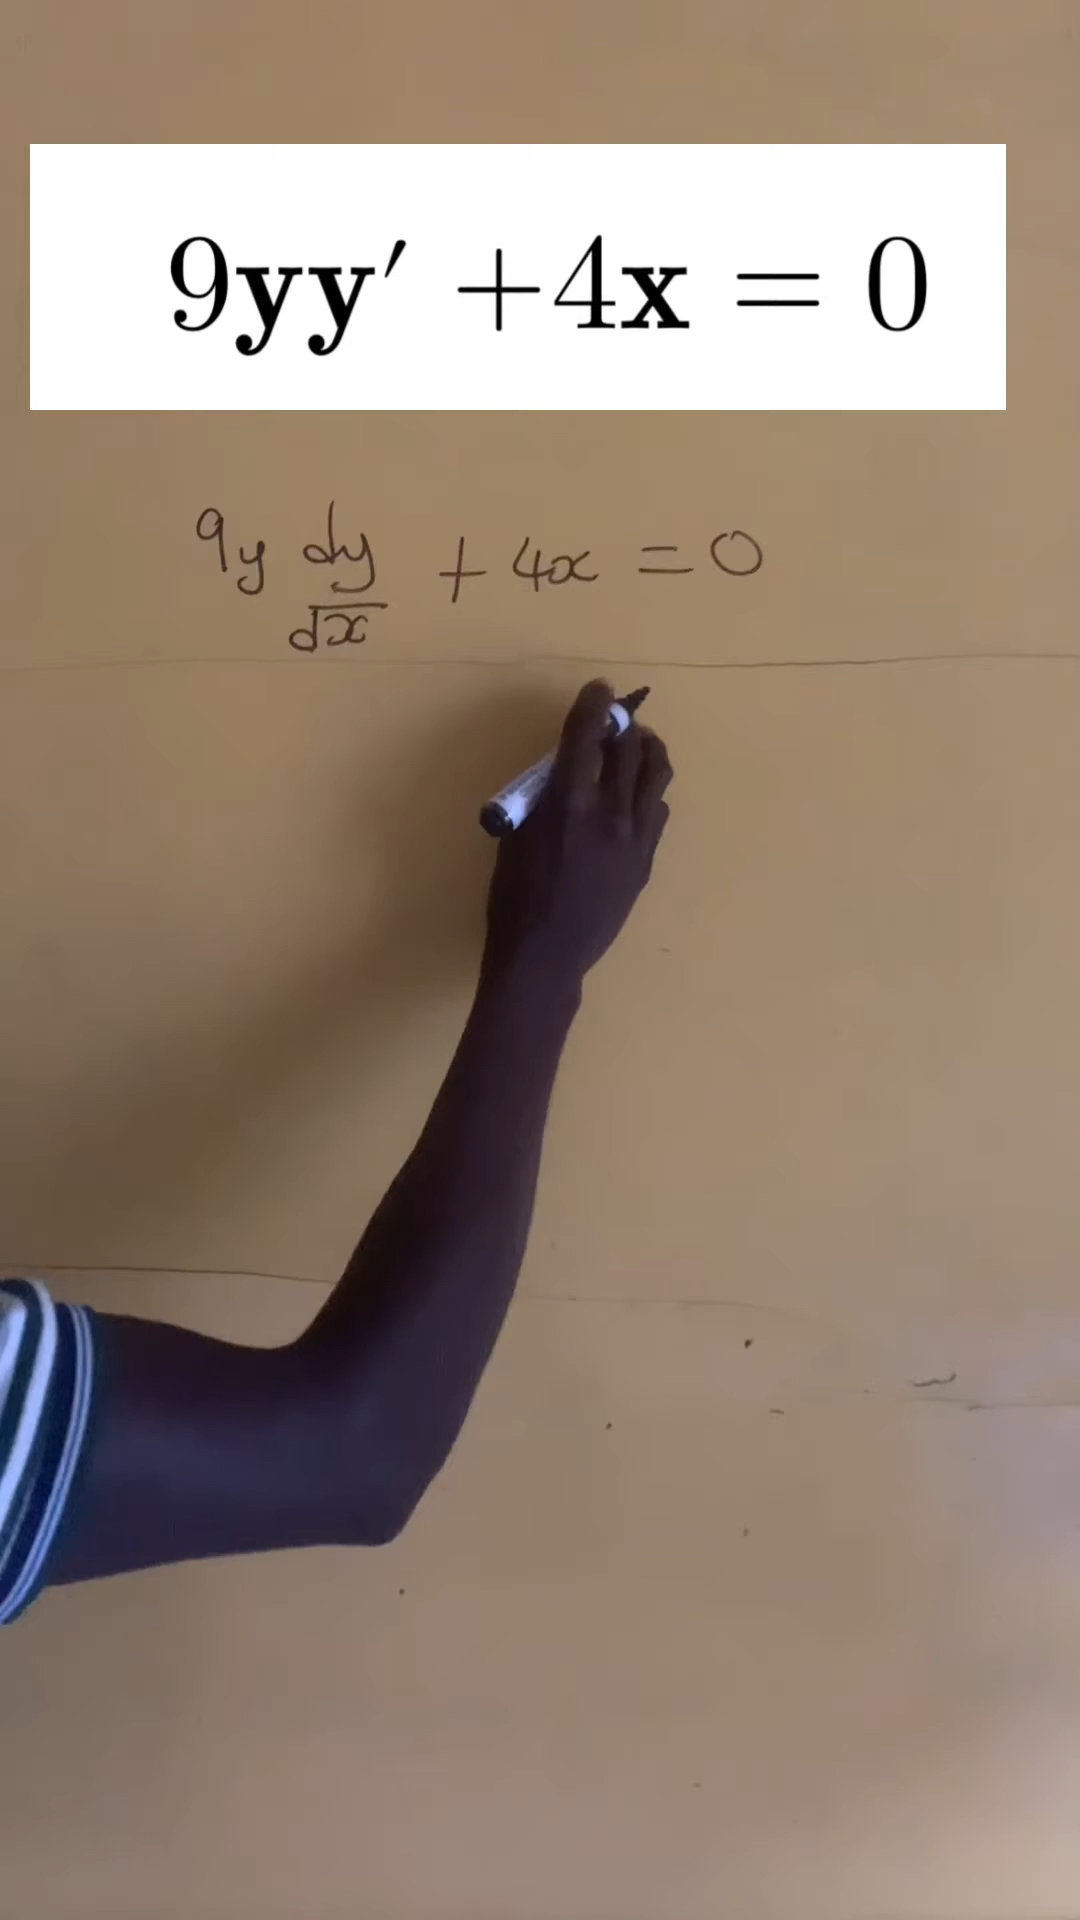 9yy′ +4x = 0
9y dy/dx + 4x = 0